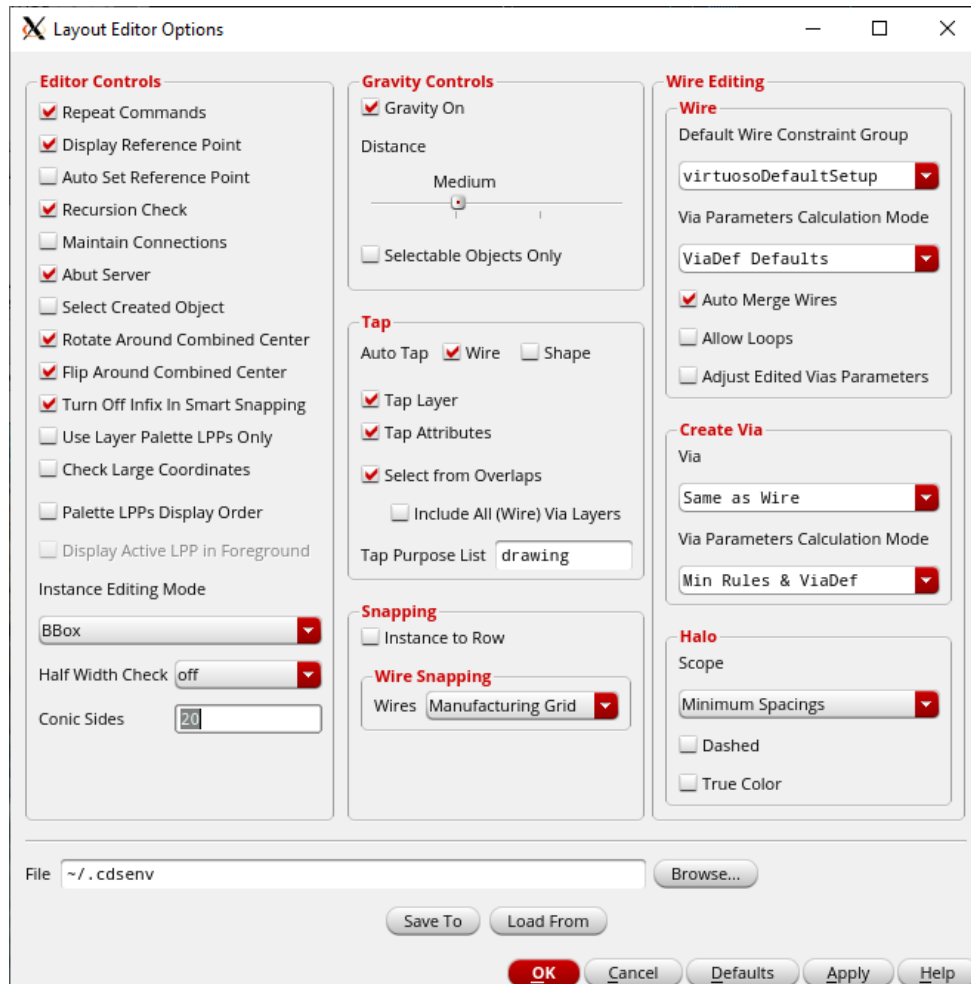 Layout Editor Options
Editor Controls
Repeat Commands
Display Reference Point
Auto Set Reference Point
Recursion Check
Maintain Connections
Abut Server
Select Created Object
Rotate Around Combined Center
Flip Around Combined Center
Turn Off Infix In Smart Snapping
Use Layer Palette LPPs Only
Check Large Coordinates
Palette LPPs Display Order
Display Active LPP in Foreground
Instance Editing Mode
BBox
Half Width Check off
Conic Sides 20
Gravity Controls
Gravity On
Distance
Medium
Selectable Objects Only
Tap
Auto Tap Wire Shape
Tap Layer
Tap Attributes
Select from Overlaps
Include All (Wire) Via Layers
Tap Purpose List drawing
Snapping
Instance to Row
Wire Snapping
Wires Manufacturing Grid
Wire Editing
Wire
Default Wire Constraint Group
virtuosoDefaultSetup
Via Parameters Calculation Mode
ViaDef Defaults
Auto Merge Wires
Allow Loops
Adjust Edited Vias Parameters
Create Via
Via
Same as Wire
Via Parameters Calculation Mode
Min Rules & ViaDef
Halo
Scope
Minimum Spacings
Dashed
True Color
File ~/.cdsenv Browse...
Save To Load From
OK Cancel Defaults Apply Help